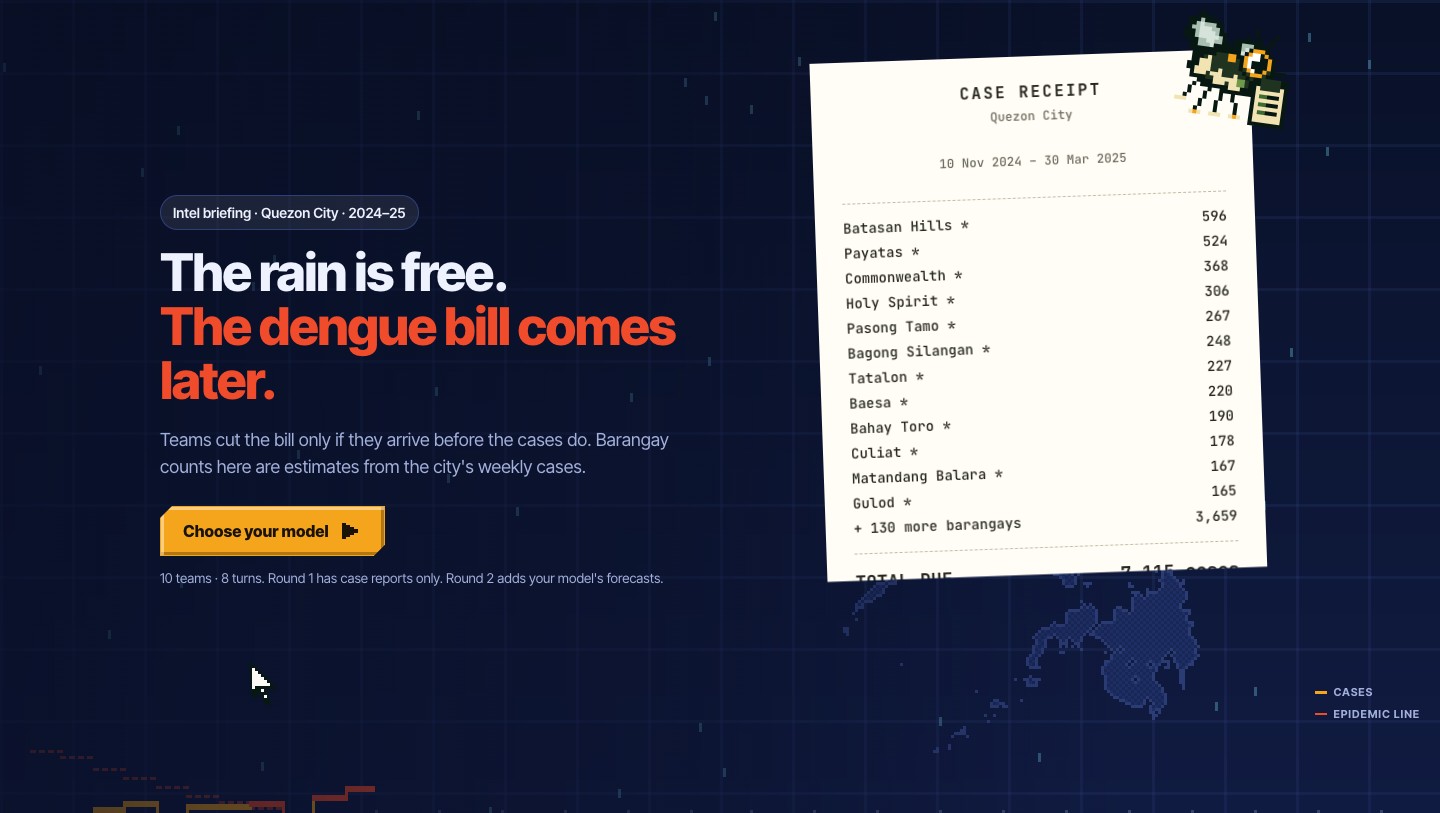 Intel briefing · Quezon City · 2024–25
The rain is free.
The dengue bill comes
later.
Teams cut the bill only if they arrive before the cases do. Barangay
counts here are estimates from the city's weekly cases.
Choose your model
10 teams · 8 turns. Round 1 has case reports only. Round 2 adds your model's forecasts.
CASE RECEIPT
Quezon City
10 Nov 2024 – 30 Mar 2025
Batasan Hills * 596
Payatas * 524
Commonwealth * 368
Holy Spirit * 306
Pasong Tamo * 267
Bagong Silangan * 248
Tatalon * 227
Baesa * 220
Bahay Toro * 190
Culiat * 178
Matandang Balara * 167
Gulod * 165
+ 130 more barangays 3,659
TOTAL DUE 7,115
CASES
EPIDEMIC LINE